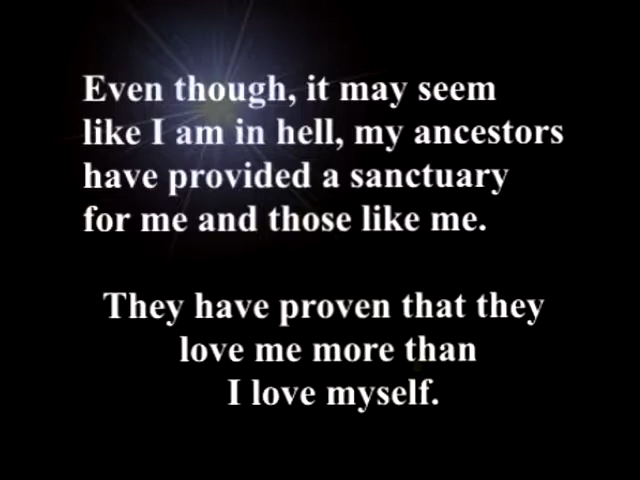 Even though, it may seem
like I am in hell, my ancestors
have provided a sanctuary
for me and those like me.
They have proven that they
love me more than
I love myself.